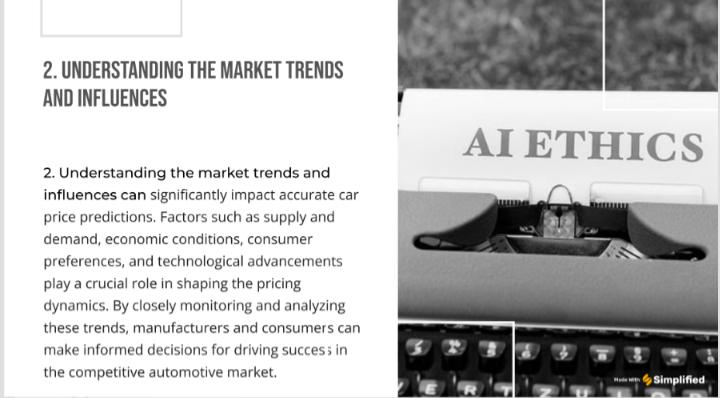 2. UNDERSTANDING THE MARKET TRENDS
AND INFLUENCES
2. Understanding the market trends and
influences can significantly impact accurate car
price predictions. Factors such as supply and
demand, economic conditions, consumer
preferences, and technological advancements
play a crucial role in shaping the pricing
dynamics. By closely monitoring and analyzing
these trends, manufacturers and consumers can
make informed decisions for driving success in
the competitive automotive market.
AI ETHICS
E R T Z U
Made with Simplified